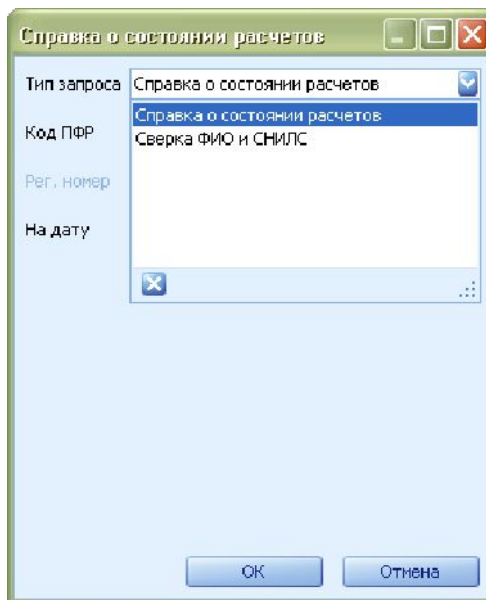 Справка о состоянии расчетов
Тип запроса Справка о состоянии расчетов
Справка о состоянии расчетов
Сверка ФИО и СНИЛС
Код ПФР
Рег. номер
На дату
ОК Отмена